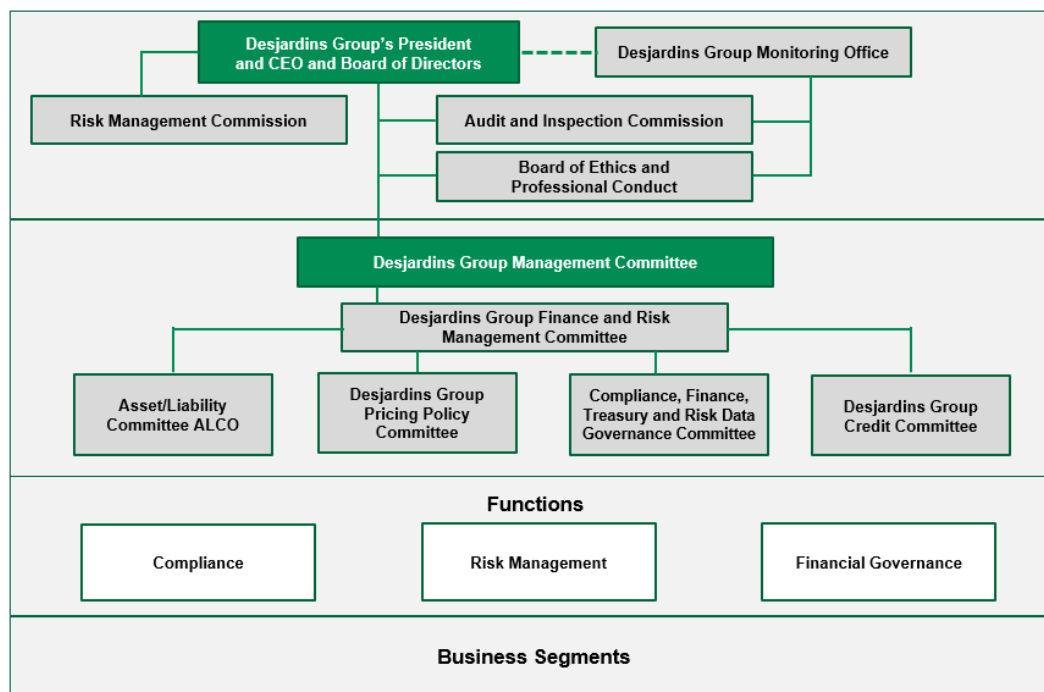 Desjardins Group's President
and CEO and Board of Directors
Desjardins Group Monitoring Office
Risk Management Commission
Audit and Inspection Commission
Board of Ethics and
Professional Conduct
Desjardins Group Management Committee
Desjardins Group Finance and Risk
Management Committee
Asset/Liability
Committee ALCO
Desjardins Group
Pricing Policy
Committee
Compliance, Finance,
Treasury and Risk Data
Governance Committee
Desjardins Group
Credit Committee
Functions
Compliance
Risk Management
Financial Governance
Business Segments